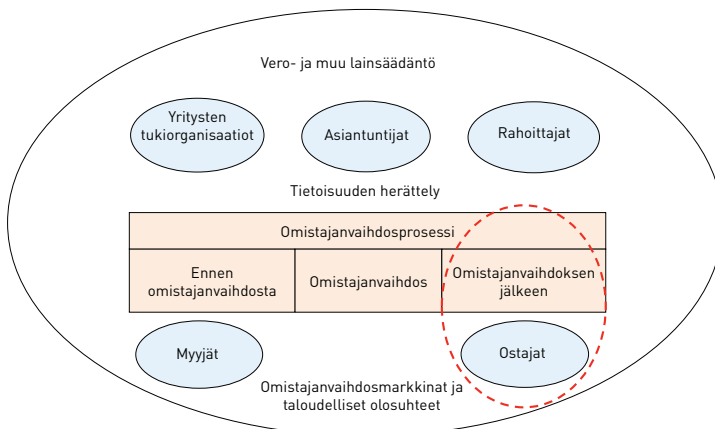 Vero- ja muu lainsäädäntö
Yritysten
tukiorganisaatiot
Asiantuntijat
Rahoittajat
Tietoisuuden herättely
Omistajanvaihdosprosessi
Ennen
omistajanvaihdosta
Omistajanvaihdos
Omistajanvaihdoksen
jälkeen
Myyjät
Ostajat
Omistajanvaihdosmarkkinat ja
taloudelliset olosuhteet